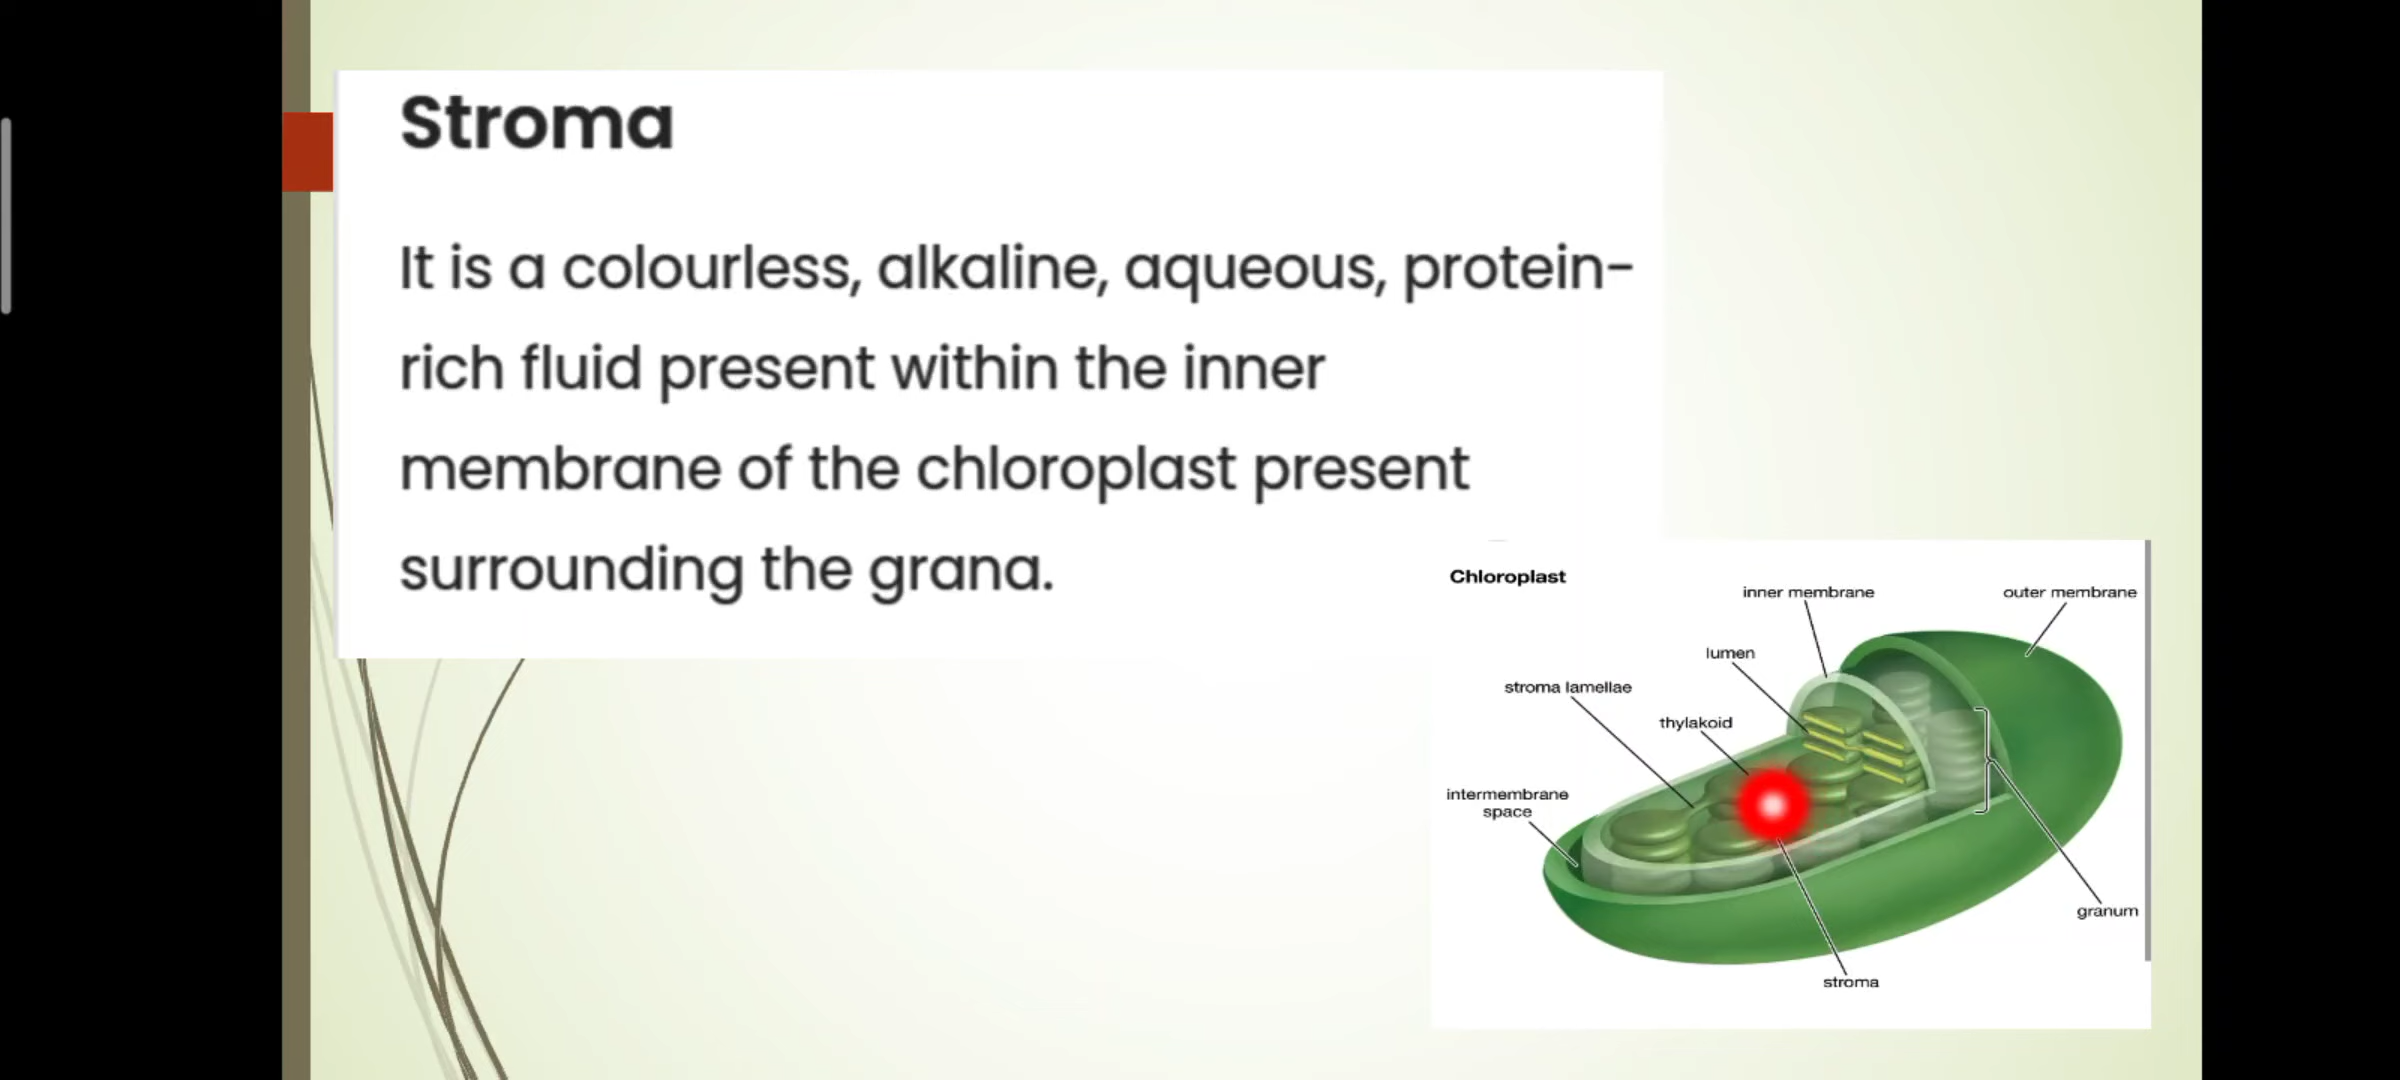 Stroma
It is a colourless, alkaline, aqueous, protein-
rich fluid present within the inner
membrane of the chloroplast present
surrounding the grana.
Chloroplast
inner membrane
outer membrane
lumen
stroma lamellae
thylakoid
intermembrane
space
granum
stroma